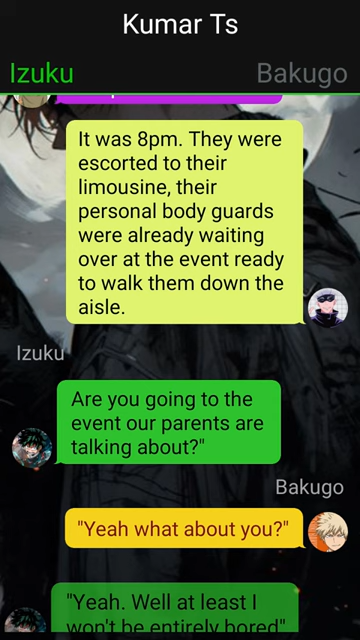 Kumar Ts
Izuku
Bakugo
It was 8pm. They were
escorted to their
limousine, their
personal body guards
were already waiting
over at the event ready
to walk them down the
aisle.
Izuku
Are you going to the
event our parents are
talking about?"
Bakugo
"Yeah what about you?"
"Yeah. Well at least I
won't be entirely bored"